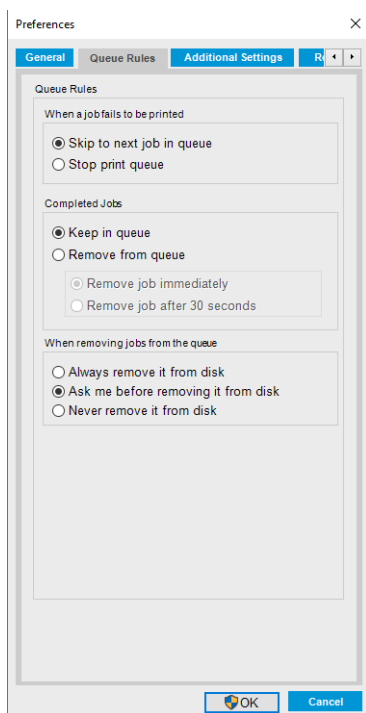 Preferences
General Queue Rules Additional Settings
Queue Rules
When a job fails to be printed
Skip to next job in queue
Stop print queue
Completed Jobs
Keep in queue
Remove from queue
Remove job immediately
Remove job after 30 seconds
When removing jobs from the queue
Always remove it from disk
Ask me before removing it from disk
Never remove it from disk
OK Cancel